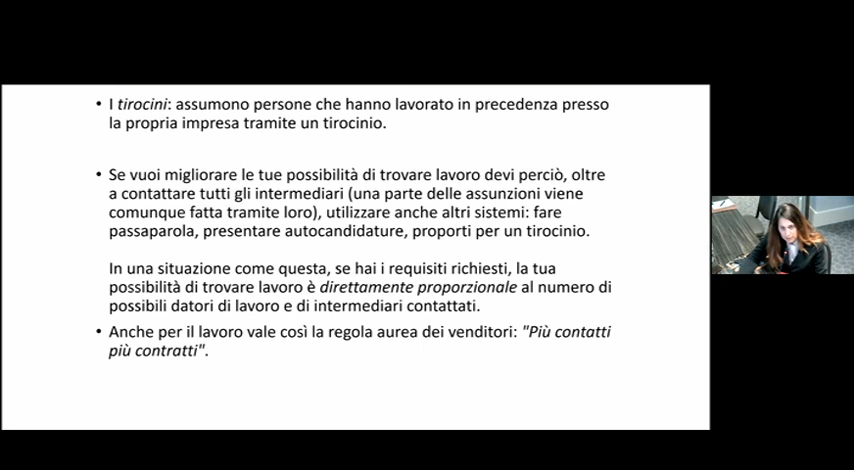 • I tirocini: assumono persone che hanno lavorato in precedenza presso
la propria impresa tramite un tirocinio.
• Se vuoi migliorare le tue possibilità di trovare lavoro devi perciò, oltre
a contattare tutti gli intermediari (una parte delle assunzioni viene
comunque fatta tramite loro), utilizzare anche altri sistemi: fare
passaparola, presentare autocandidature, proporti per un tirocinio.
In una situazione come questa, se hai i requisiti richiesti, la tua
possibilità di trovare lavoro è direttamente proporzionale al numero di
possibili datori di lavoro e di intermediari contattati.
• Anche per il lavoro vale così la regola aurea dei venditori: "Più contatti
più contratti".